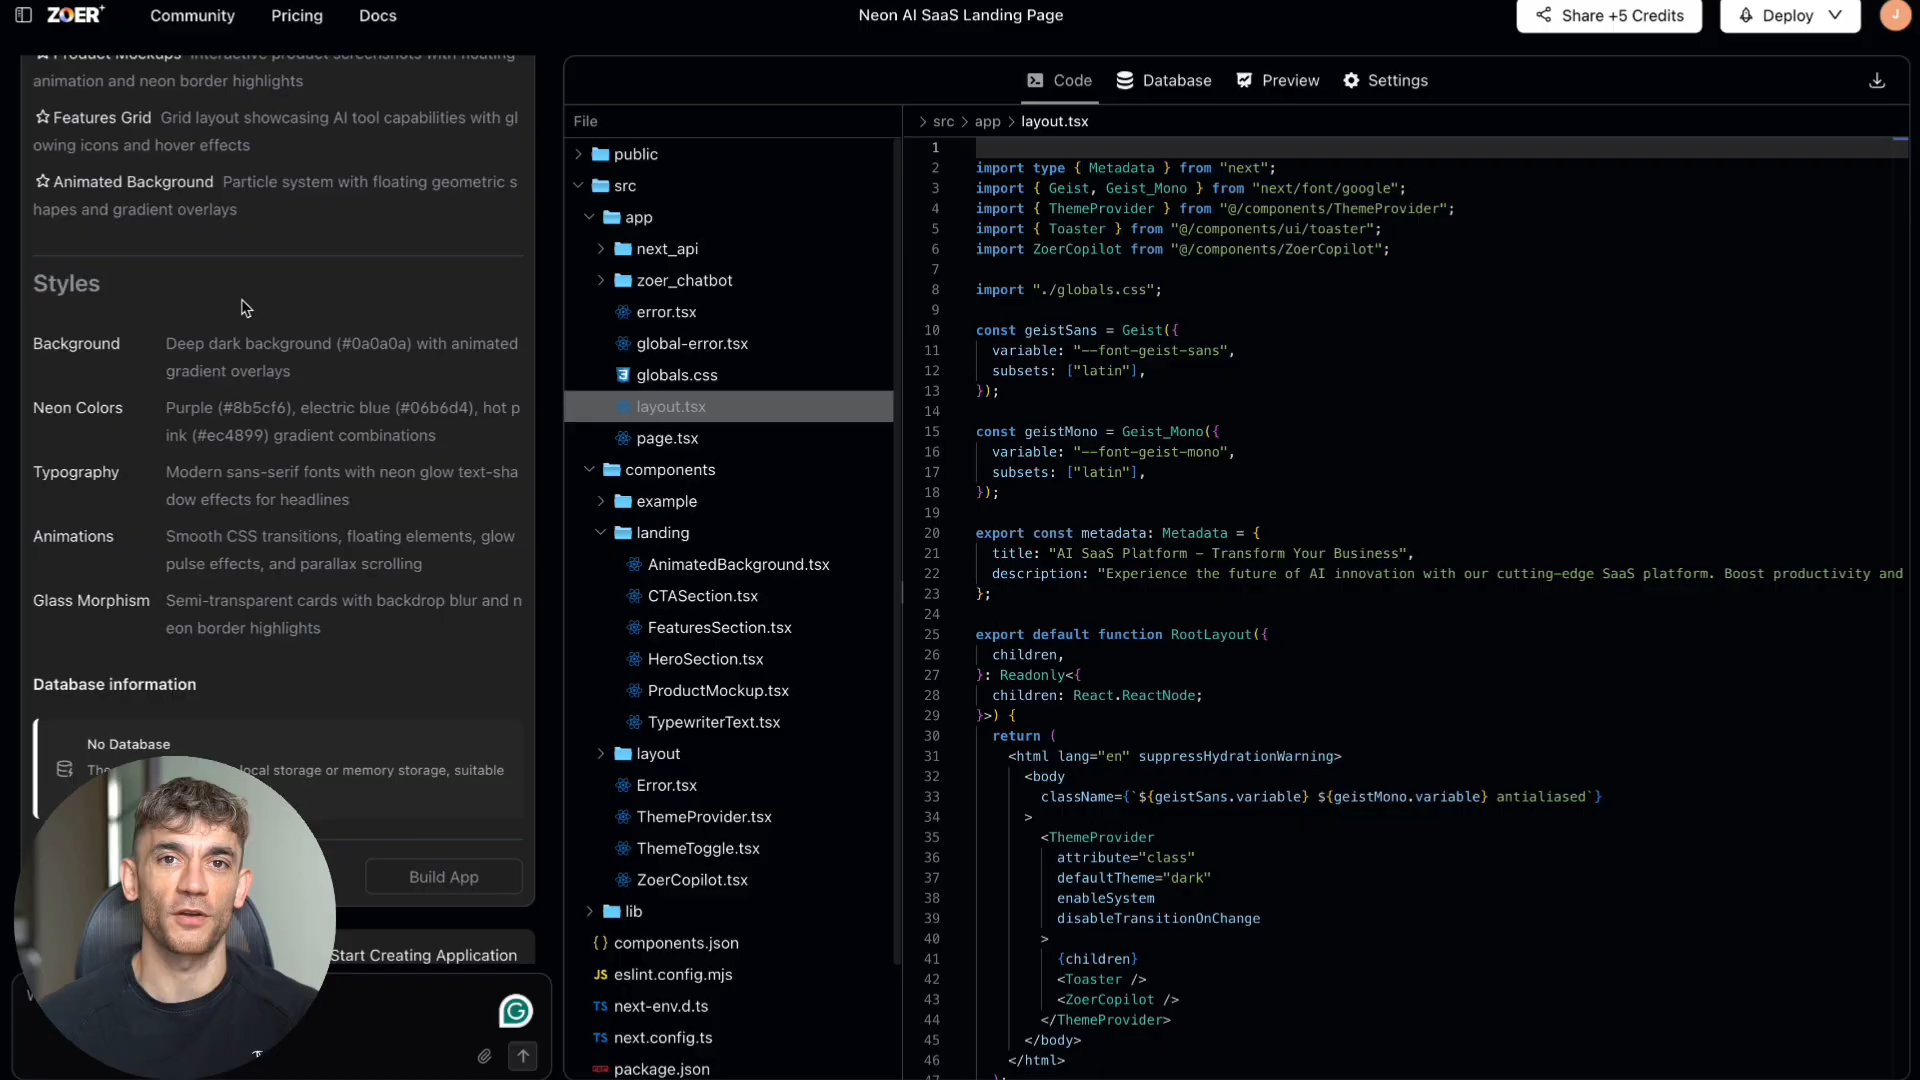 ZOER+
Community
Pricing
Docs
Neon AI SaaS Landing Page
Share +5 Credits
Deploy
J
Product Mockups Interactive product screenshots with floating
animation and neon border highlights
Features Grid Grid layout showcasing AI tool capabilities with gl
owing icons and hover effects
Animated Background Particle system with floating geometric s
hapes and gradient overlays
Styles
Background Deep dark background (#0a0a0a) with animated
gradient overlays
Neon Colors Purple (#8b5cf6), electric blue (#06b6d4), hot p
ink (#ec4899) gradient combinations
Typography Modern sans-serif fonts with neon glow text-sha
dow effects for headlines
Animations Smooth CSS transitions, floating elements, glow
pulse effects, and parallax scrolling
Glass Morphism Semi-transparent cards with backdrop blur and n
eon border highlights
Database information
No Database
local storage or memory storage, suitable
Build App
Start Creating Application
Code
Database
Preview
Settings
File
public
src
app
next_api
zoer_chatbot
error.tsx
global-error.tsx
globals.css
layout.tsx
page.tsx
components
example
landing
AnimatedBackground.tsx
CTASection.tsx
FeaturesSection.tsx
HeroSection.tsx
ProductMockup.tsx
TypewriterText.tsx
layout
Error.tsx
ThemeProvider.tsx
ThemeToggle.tsx
ZoerCopilot.tsx
lib
{} components.json
JS eslint.config.mjs
TS next-env.d.ts
TS next.config.ts
package.json
> src > app > layout.tsx
1
2 import type { Metadata } from "next";
3 import { Geist, Geist_Mono } from "next/font/google";
4 import { ThemeProvider } from "@/components/ThemeProvider";
5 import { Toaster } from "@/components/ui/toaster";
6 import ZoerCopilot from "@/components/ZoerCopilot";
7
8 import "./globals.css";
9
10 const geistSans = Geist({
11 variable: "--font-geist-sans",
12 subsets: ["latin"],
13 });
14
15 const geistMono = Geist_Mono({
16 variable: "--font-geist-mono",
17 subsets: ["latin"],
18 });
19
20 export const metadata: Metadata = {
21 title: "AI SaaS Platform - Transform Your Business",
22 description: "Experience the future of AI innovation with our cutting-edge SaaS platform. Boost productivity and
23 };
24
25 export default function RootLayout({
26 children,
27 }: Readonly<{
28 children: React.ReactNode;
29 }>) {
30 return (
31 <html lang="en" suppressHydrationWarning>
32 <body
33 className={`${geistSans.variable} ${geistMono.variable} antialiased`}
34 >
35 <ThemeProvider
36 attribute="class"
37 defaultTheme="dark"
38 enableSystem
39 disableTransitionOnChange
40 >
41 {children}
42 <Toaster />
43 <ZoerCopilot />
44 </ThemeProvider>
45 </body>
46 </html>
47 );